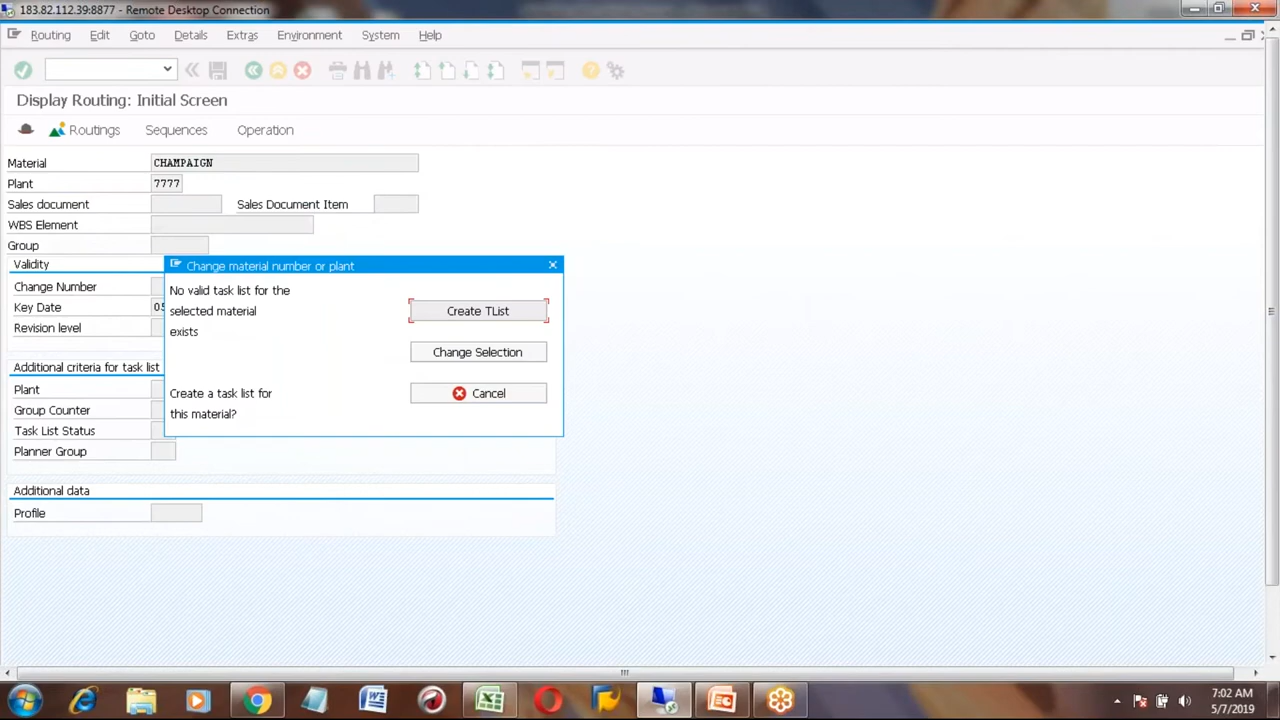 183.82.112.39:8877 - Remote Desktop Connection
Routing Edit Goto Details Extras Environment System Help
Display Routing: Initial Screen
Routings Sequences Operation
Material CHAMPAIGN
Plant 7777
Sales document Sales Document Item
WBS Element
Group
Validity
Change Number
Key Date
Revision level
Additional criteria for task list
Plant
Group Counter
Task List Status
Planner Group
Additional data
Profile
Change material number or plant
No valid task list for the
selected material
exists
Create a task list for
this material?
Create TList
Change Selection
Cancel
7:02 AM
5/7/2019